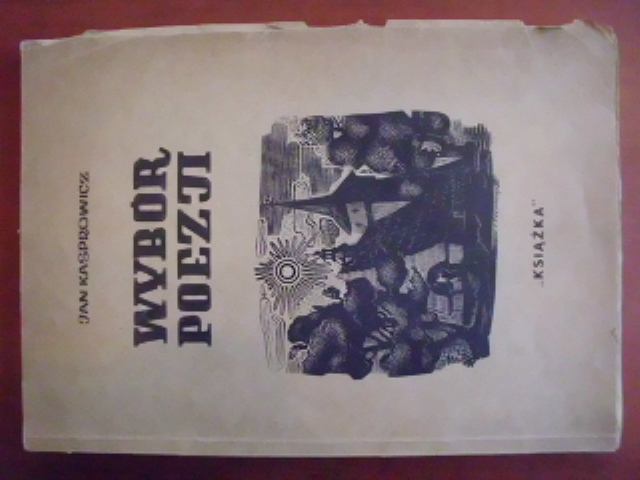 JAN KASPROWICZ
WYBÓR
POEZJI
„KSIĄŻKA”